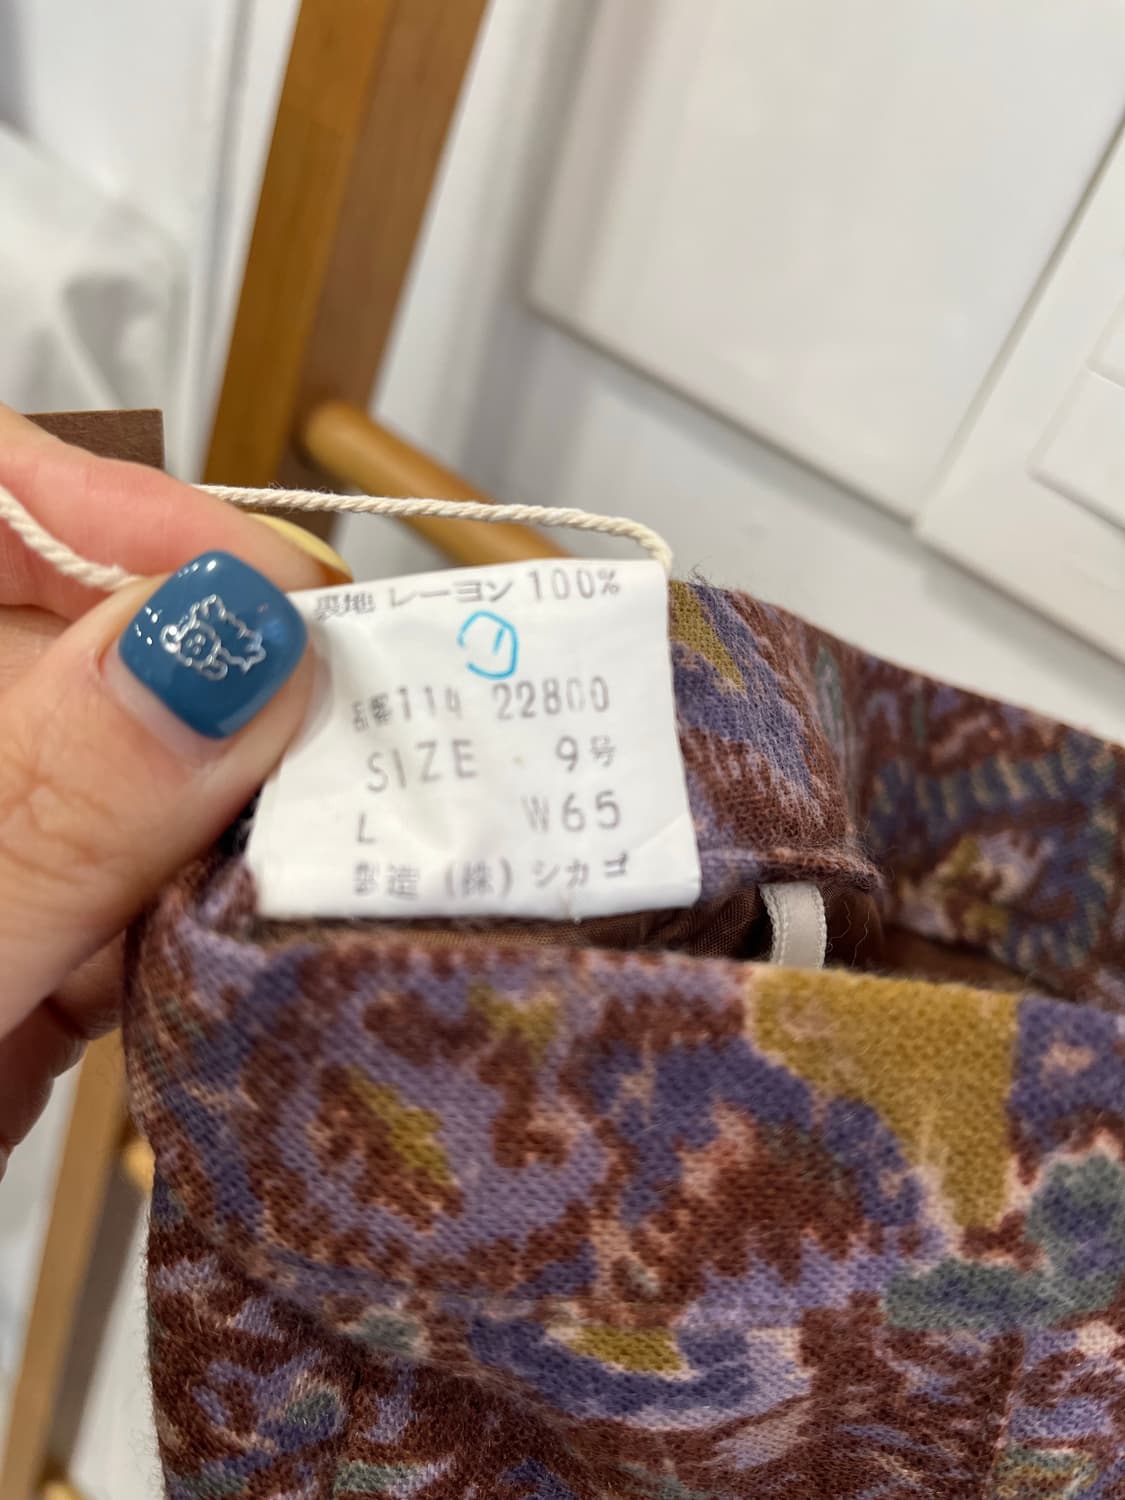 裏地 レーヨン 100%
品番114 22800
SIZE · 9号
L W65
製造 (株) シカゴ